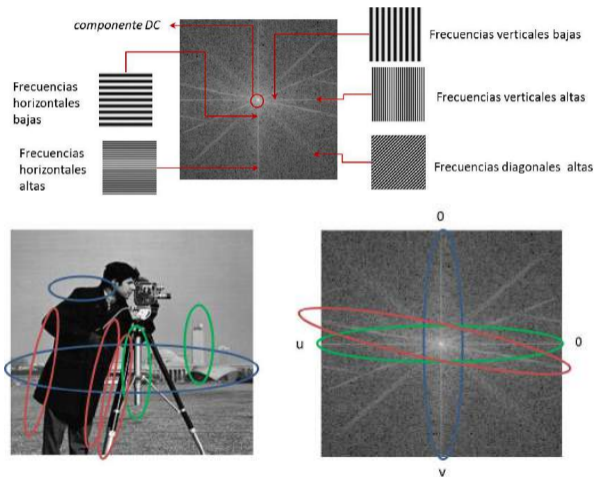 componente DC
Frecuencias verticales bajas
Frecuencias
horizontales
bajas
Frecuencias verticales altas
Frecuencias
horizontales
altas
Frecuencias diagonales altas
0
u
0
v